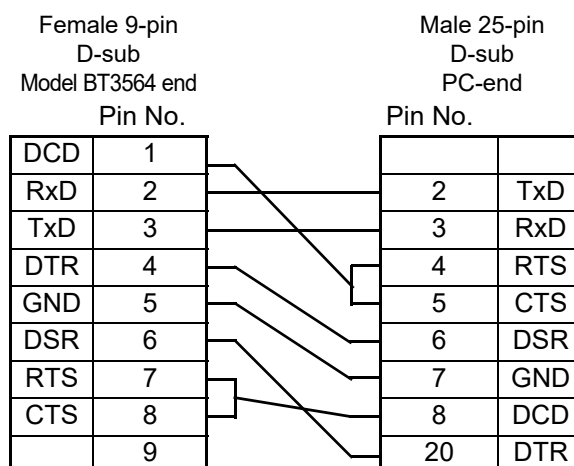 Female 9-pin
D-sub
Model BT3564 end
Male 25-pin
D-sub
PC-end
Pin No.
Pin No.
DCD 1
RxD 2 2 TxD
TxD 3 3 RxD
DTR 4 4 RTS
GND 5 5 CTS
DSR 6 6 DSR
RTS 7 7 GND
CTS 8 8 DCD
9 20 DTR